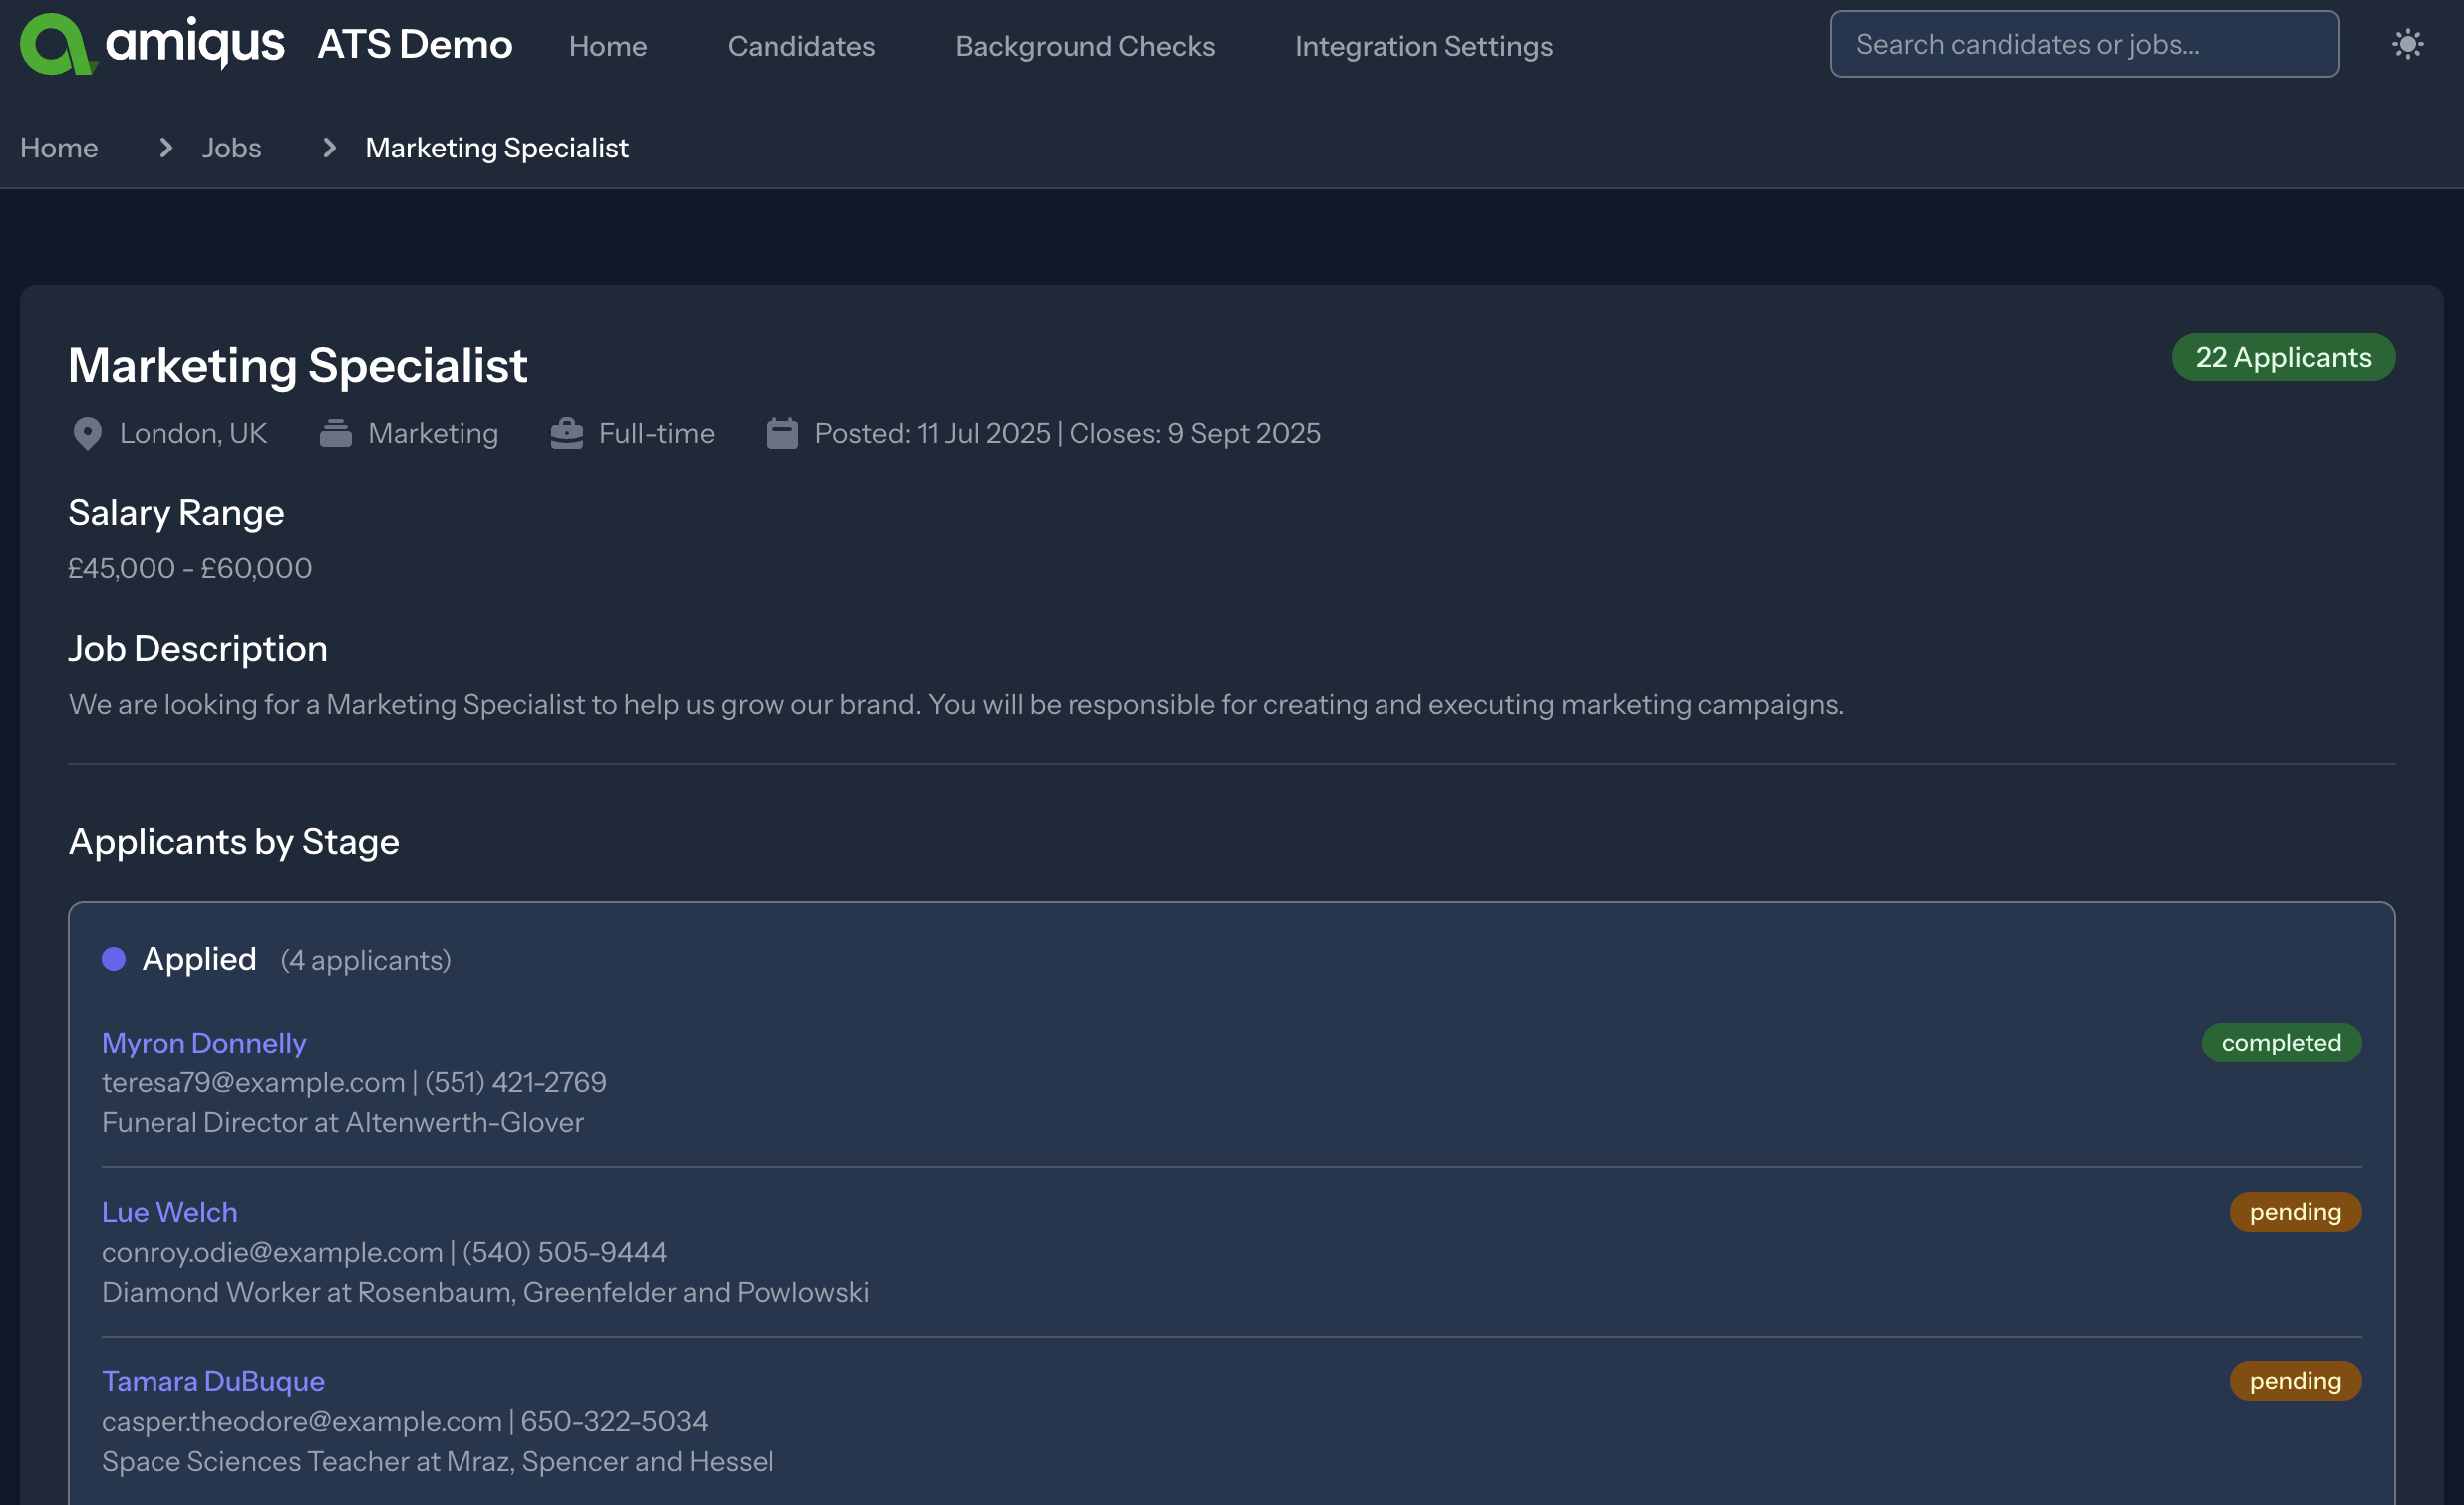 amiqus ATS Demo Home Candidates Background Checks Integration Settings Search candidates or jobs...
Home Jobs Marketing Specialist
Marketing Specialist 22 Applicants
London, UK Marketing Full-time Posted: 11 Jul 2025 | Closes: 9 Sept 2025
Salary Range
£45,000 - £60,000
Job Description
We are looking for a Marketing Specialist to help us grow our brand. You will be responsible for creating and executing marketing campaigns.
Applicants by Stage
Applied (4 applicants)
Myron Donnelly completed
teresa79@example.com | (551) 421-2769
Funeral Director at Altenwerth-Glover
Lue Welch pending
conroy.odie@example.com | (540) 505-9444
Diamond Worker at Rosenbaum, Greenfelder and Powlowski
Tamara DuBuque pending
casper.theodore@example.com | 650-322-5034
Space Sciences Teacher at Mraz, Spencer and Hessel